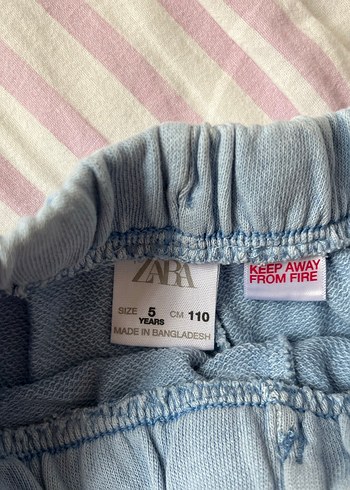 ZARA
SIZE 5 YEARS CM 110
MADE IN BANGLADESH
KEEP AWAY
FROM FIRE